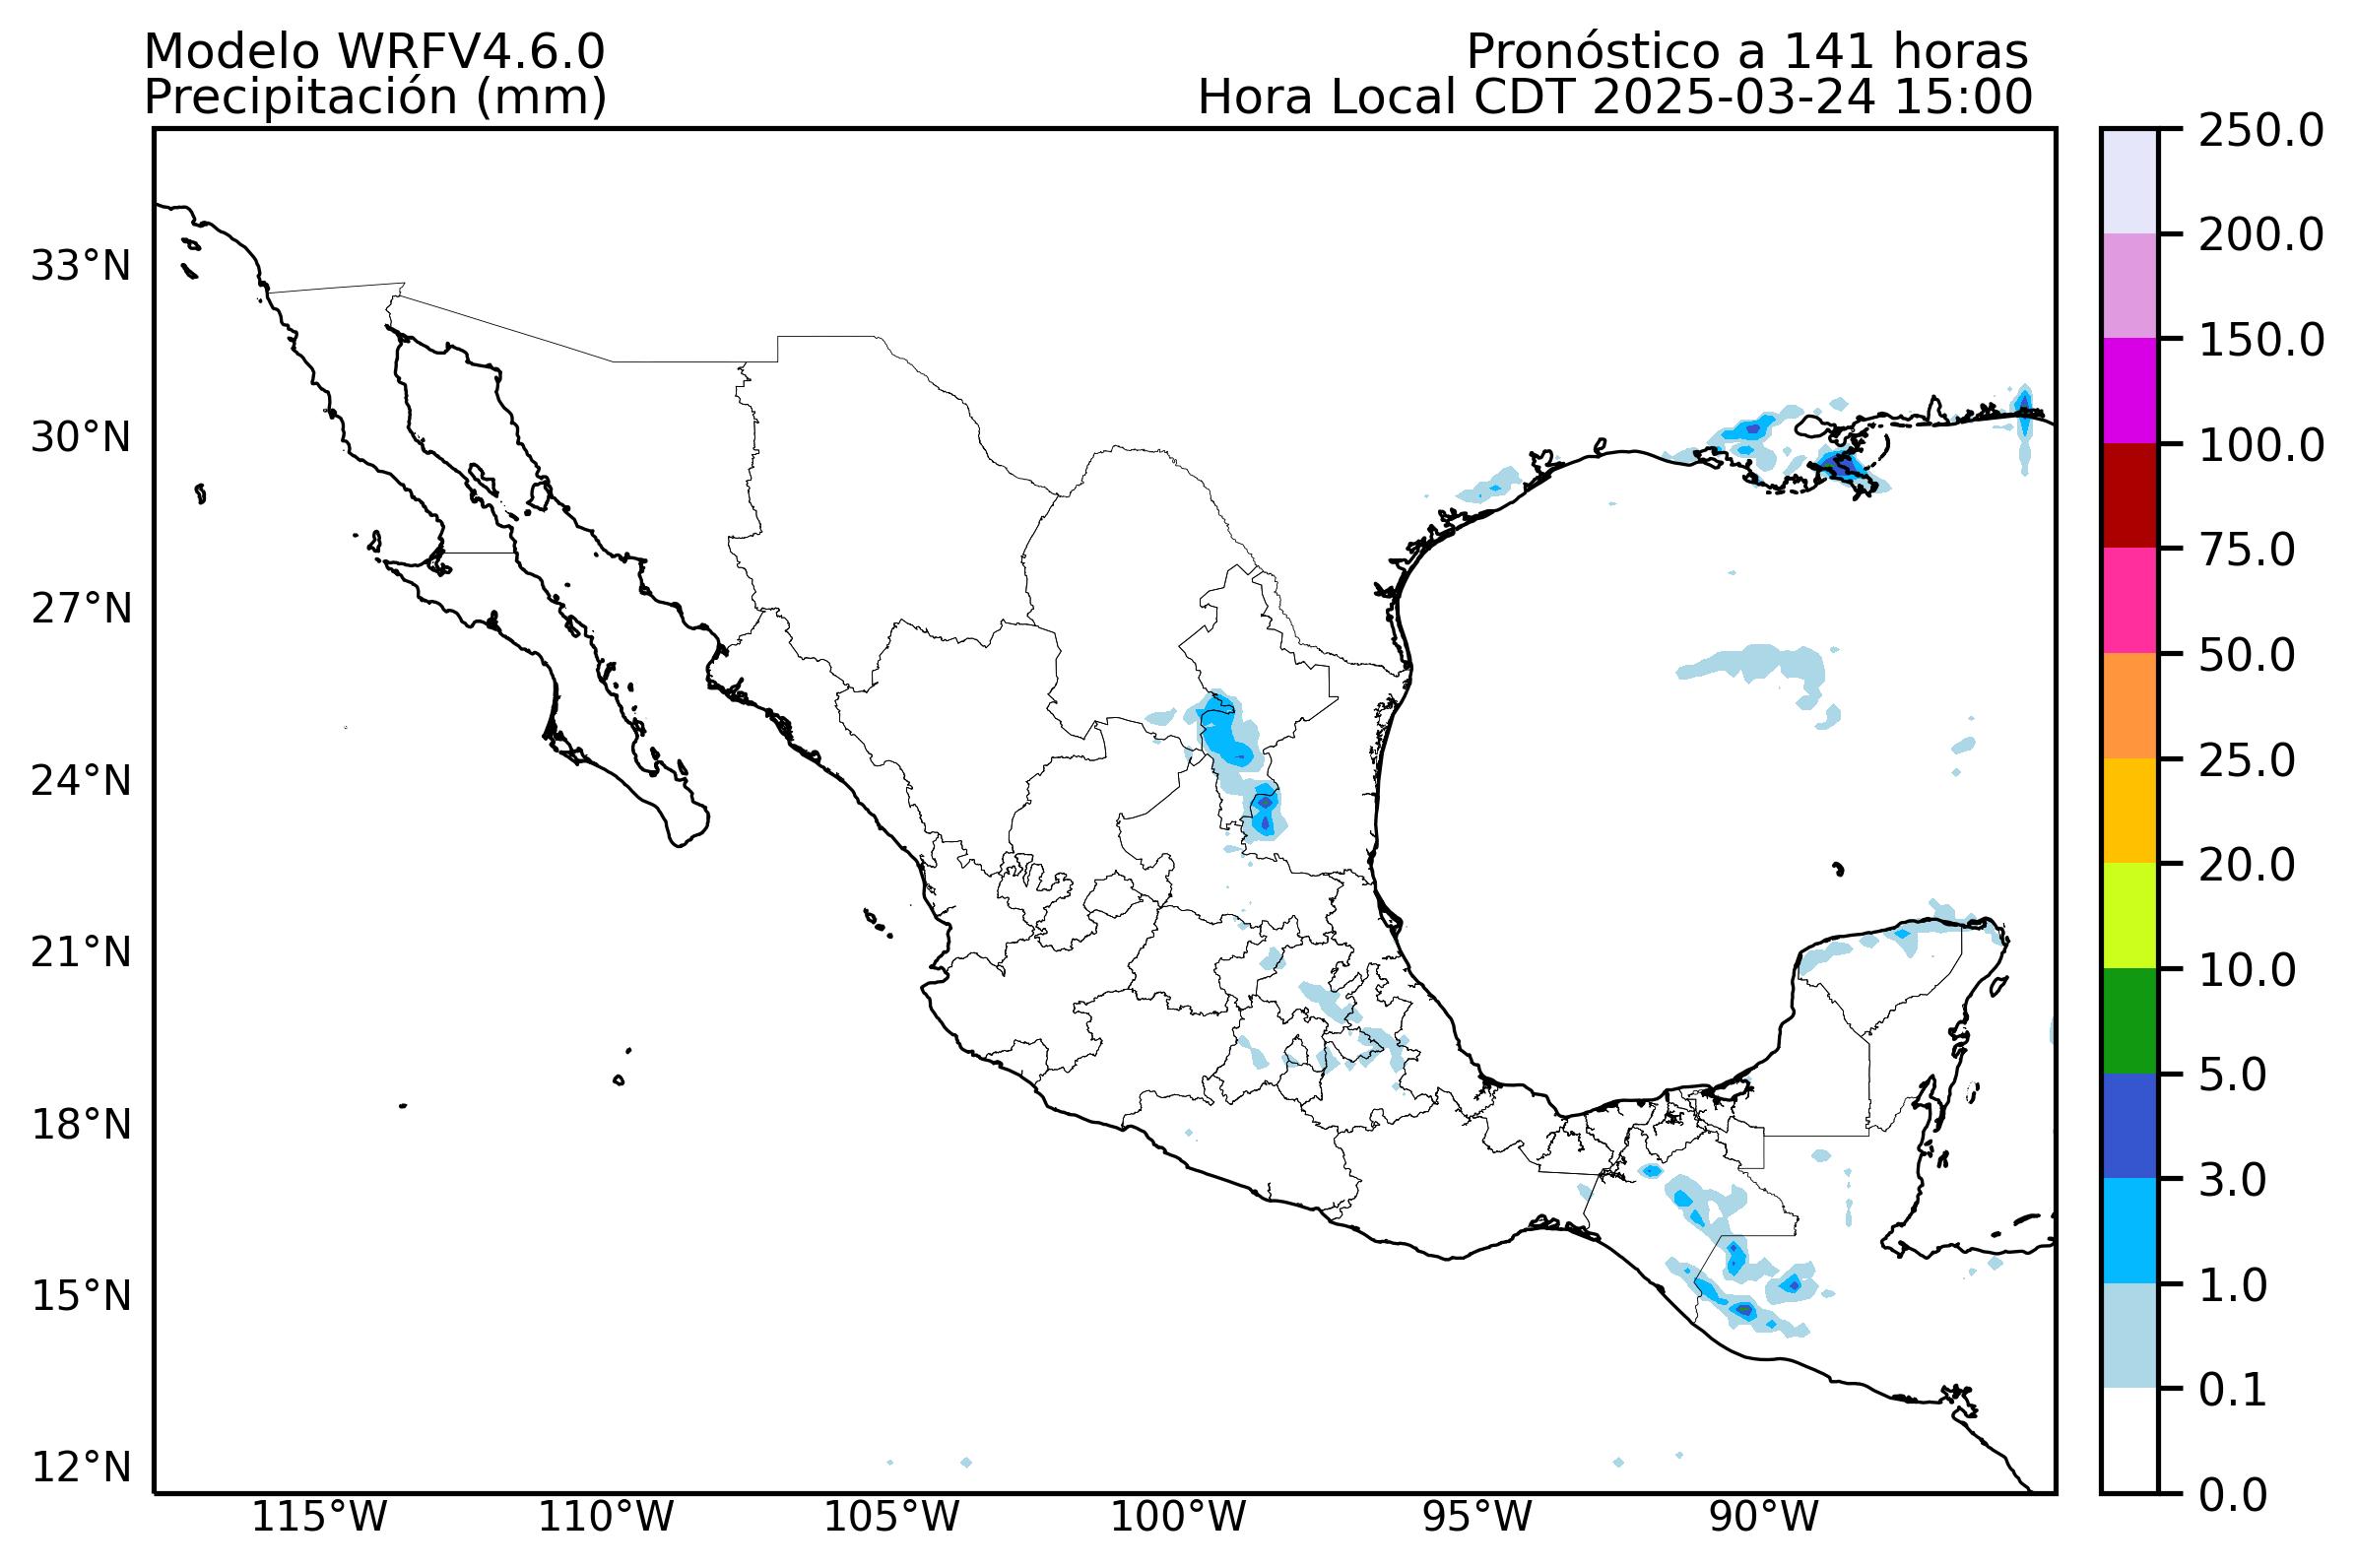 Modelo WRFV4.6.0
Pronóstico a 141 horas
Precipitación (mm)
Hora Local CDT 2025-03-24 15:00
33°N
30°N
27°N
24°N
21°N
18°N
15°N
12°N
115°W
110°W
105°W
100°W
95°W
90°W
250.0
200.0
150.0
100.0
75.0
50.0
25.0
20.0
10.0
5.0
3.0
1.0
0.1
0.0